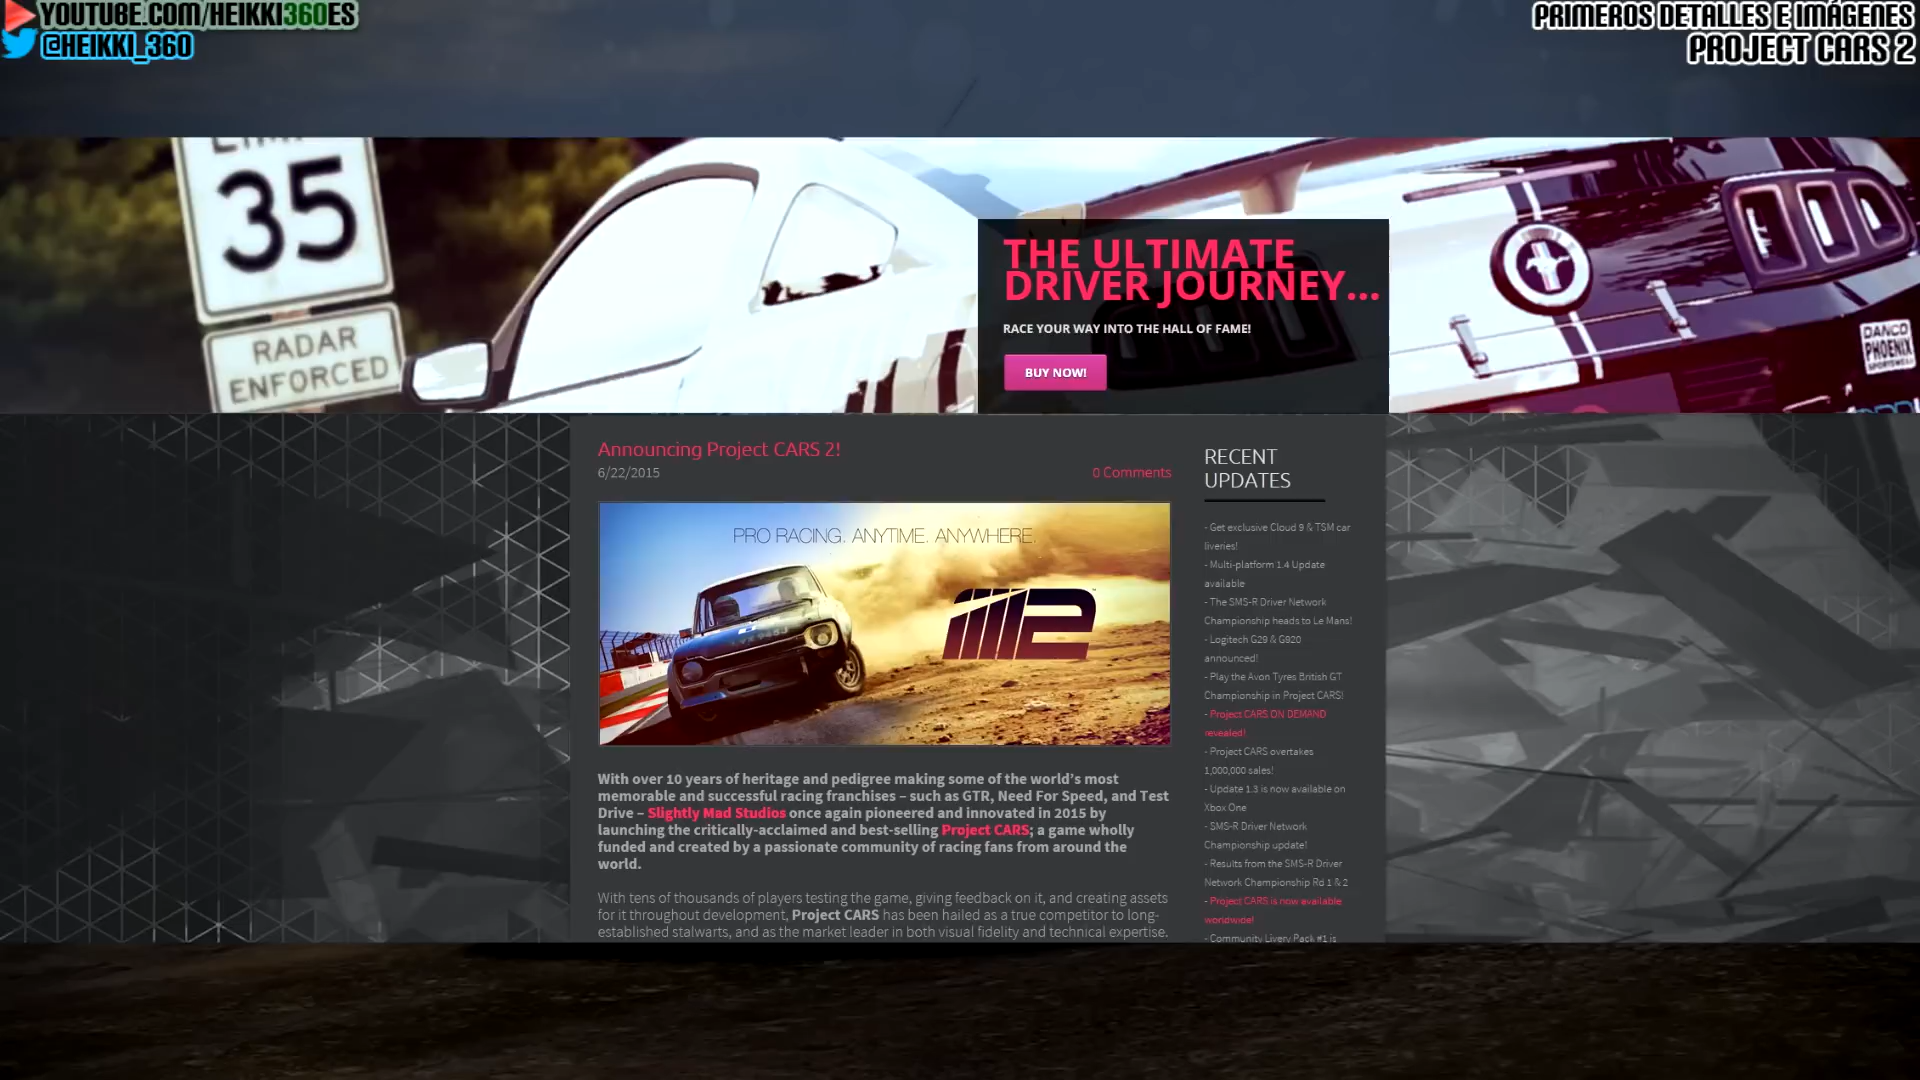 YOUTUBE.COM/HEIKKI360ES
@HEIKKI_360
PRIMEROS DETALLES E IMÁGENES
PROJECT CARS 2
35
RADAR
ENFORCED
THE ULTIMATE
DRIVER JOURNEY...
RACE YOUR WAY INTO THE HALL OF FAME!
BUY NOW!
DANCO
PHOENIX
SPORTSWEAR
Announcing Project CARS 2!
6/22/2015
0 Comments
PRO RACING. ANYTIME. ANYWHERE.
With over 10 years of heritage and pedigree making some of the world’s most
memorable and successful racing franchises – such as GTR, Need For Speed, and Test
Drive – Slightly Mad Studios once again pioneered and innovated in 2015 by
launching the critically-acclaimed and best-selling Project CARS; a game wholly
funded and created by a passionate community of racing fans from around the
world.
With tens of thousands of players testing the game, giving feedback on it, and creating assets
for it throughout development, Project CARS has been hailed as a true competitor to long-
established stalwarts, and as the market leader in both visual fidelity and technical expertise.
RECENT
UPDATES
- Get exclusive Cloud 9 & TSM car
liveries!
- Multi-platform 1.4 Update
available
- The SMS-R Driver Network
Championship heads to Le Mans!
- Logitech G29 & G920
announced!
- Play the Avon Tyres British GT
Championship in Project CARS!
- Project CARS ON DEMAND
revealed!
- Project CARS overtakes
1,000,000 sales!
- Update 1.3 is now available on
Xbox One
- SMS-R Driver Network
Championship update!
- Results from the SMS-R Driver
Network Championship Rd 1 & 2
- Project CARS is now available
worldwide!
- Community Livery Pack #1 is